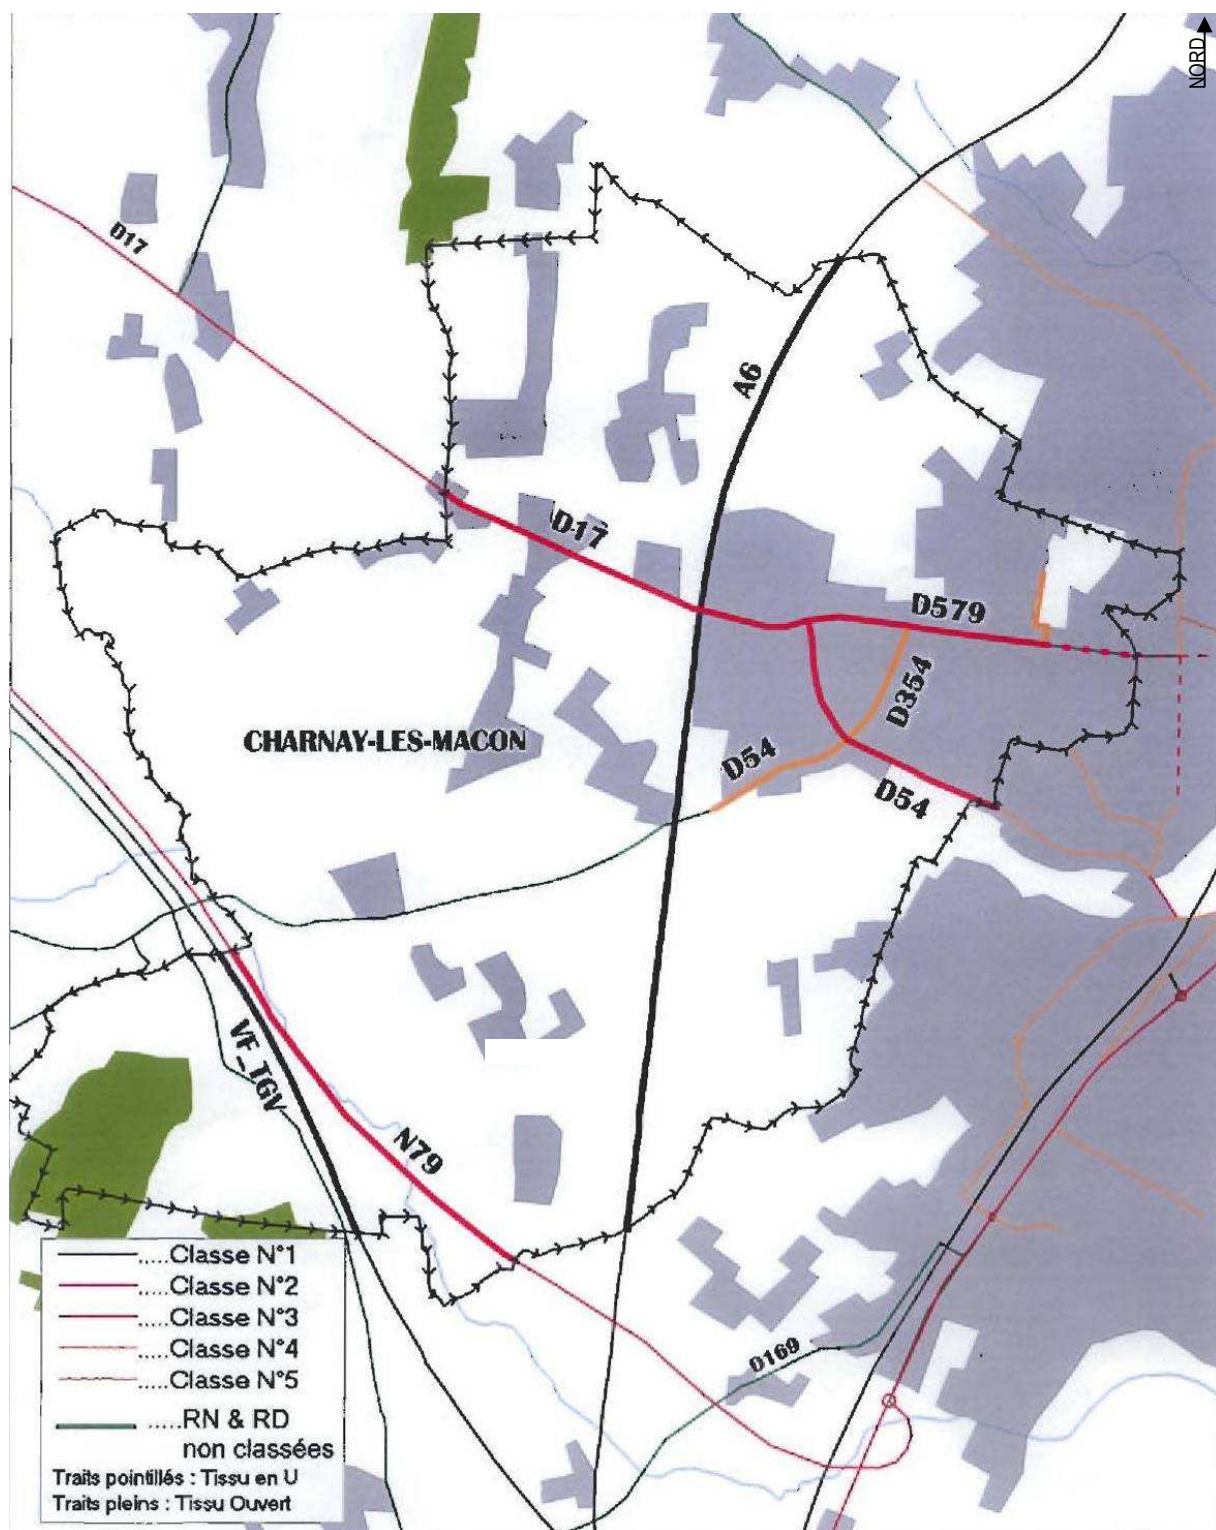 NORD
D17
A6
D17
D579
D354
CHARNAY-LES-MACON
D54
D54
VF_TGV
N79
D169
.....Classe N°1
.....Classe N°2
.....Classe N°3
.....Classe N°4
.....Classe N°5
.....RN & RD
non classées
Traits pointillés : Tissu en U
Traits pleins : Tissu Ouvert